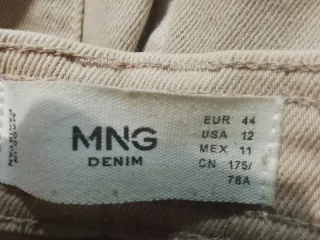 MNG
DENIM
EUR 44
USA 12
MEX 11
CN 175/
78A